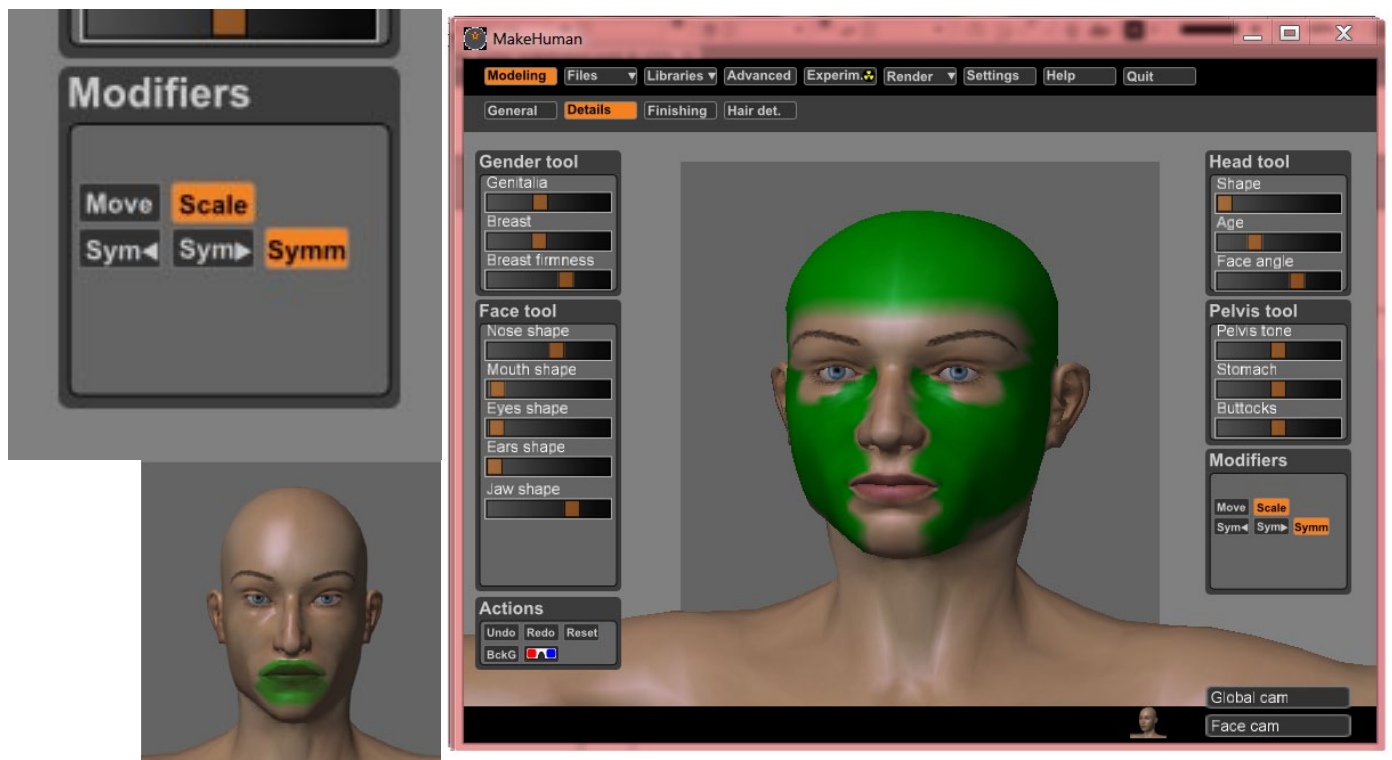 Modifiers
Move Scale
Sym◄ Sym► Symm
MakeHuman
Modeling Files ▼ Libraries ▼ Advanced Experim. Render ▼ Settings Help Quit
General Details Finishing Hair det.
Gender tool
Genitalia
Breast
Breast firmness
Face tool
Nose shape
Mouth shape
Eyes shape
Ears shape
Jaw shape
Actions
Undo Redo Reset
BckG
Head tool
Shape
Age
Face angle
Pelvis tool
Pelvis tone
Stomach
Buttocks
Modifiers
Move Scale
Sym◄ Sym► Symm
Global cam
Face cam